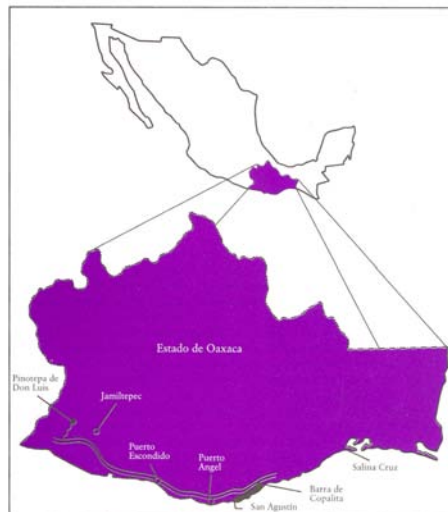 Estado de Oaxaca
Pinotepa de
Don Luis
Jamiltepec
Puerto
Escondido
Puerto
Angel
Salina Cruz
Barra de
Copalita
San Agustín